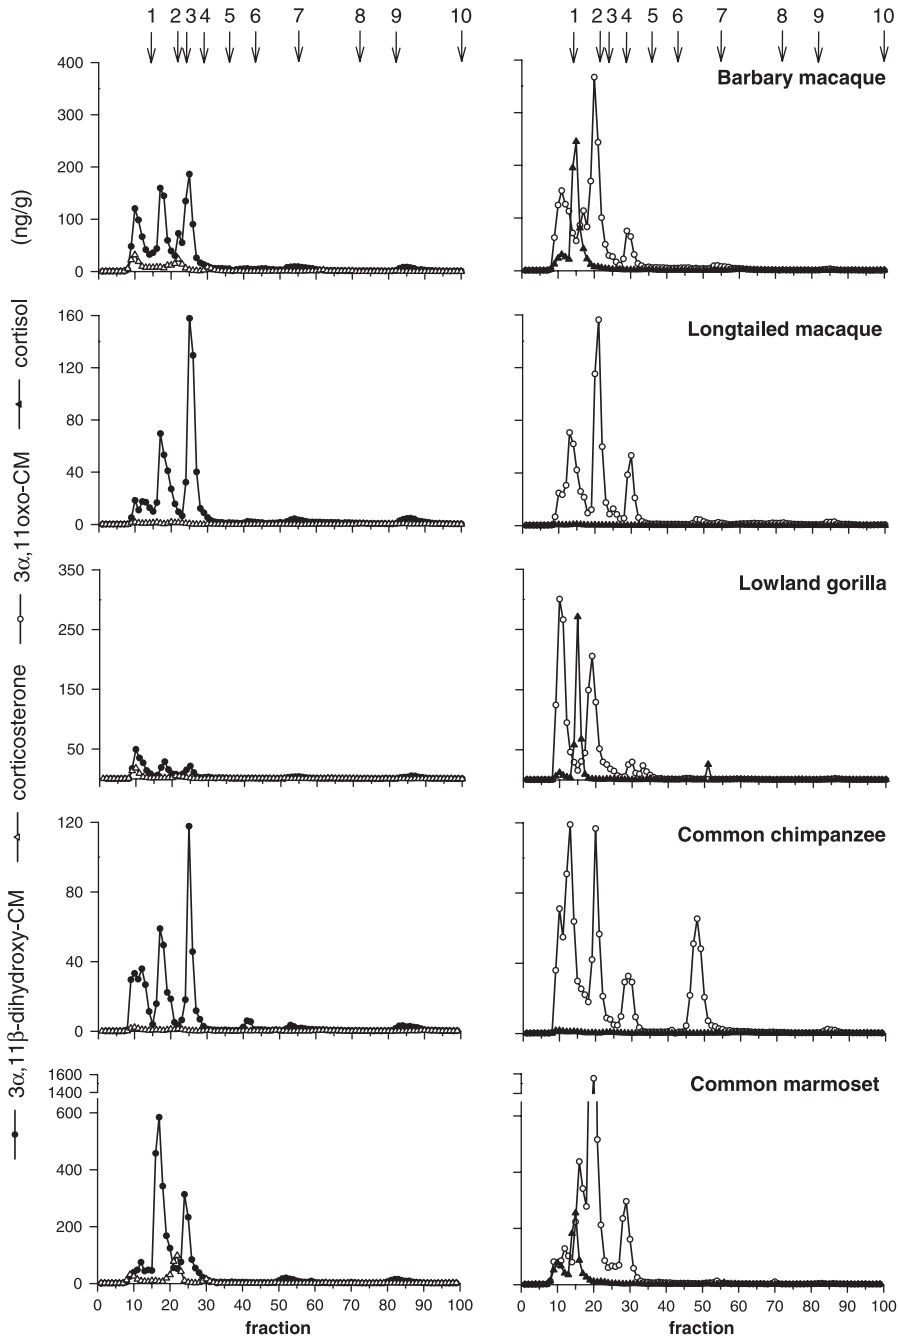 1 2 3 4 5 6 7 8 9 10
1 2 3 4 5 6 7 8 9 10
Barbary macaque
400
300
200
100
0
Longtailed macaque
160
120
80
40
0
Lowland gorilla
350
250
150
50
0
Common chimpanzee
120
80
40
0
Common marmoset
1600
1400
600
400
200
0
0 10 20 30 40 50 60 70 80 90 100
fraction
0 10 20 30 40 50 60 70 80 90 100
fraction
3α,11β-dihydroxy-CM corticosterone 3α,11oxo-CM cortisol (ng/g)